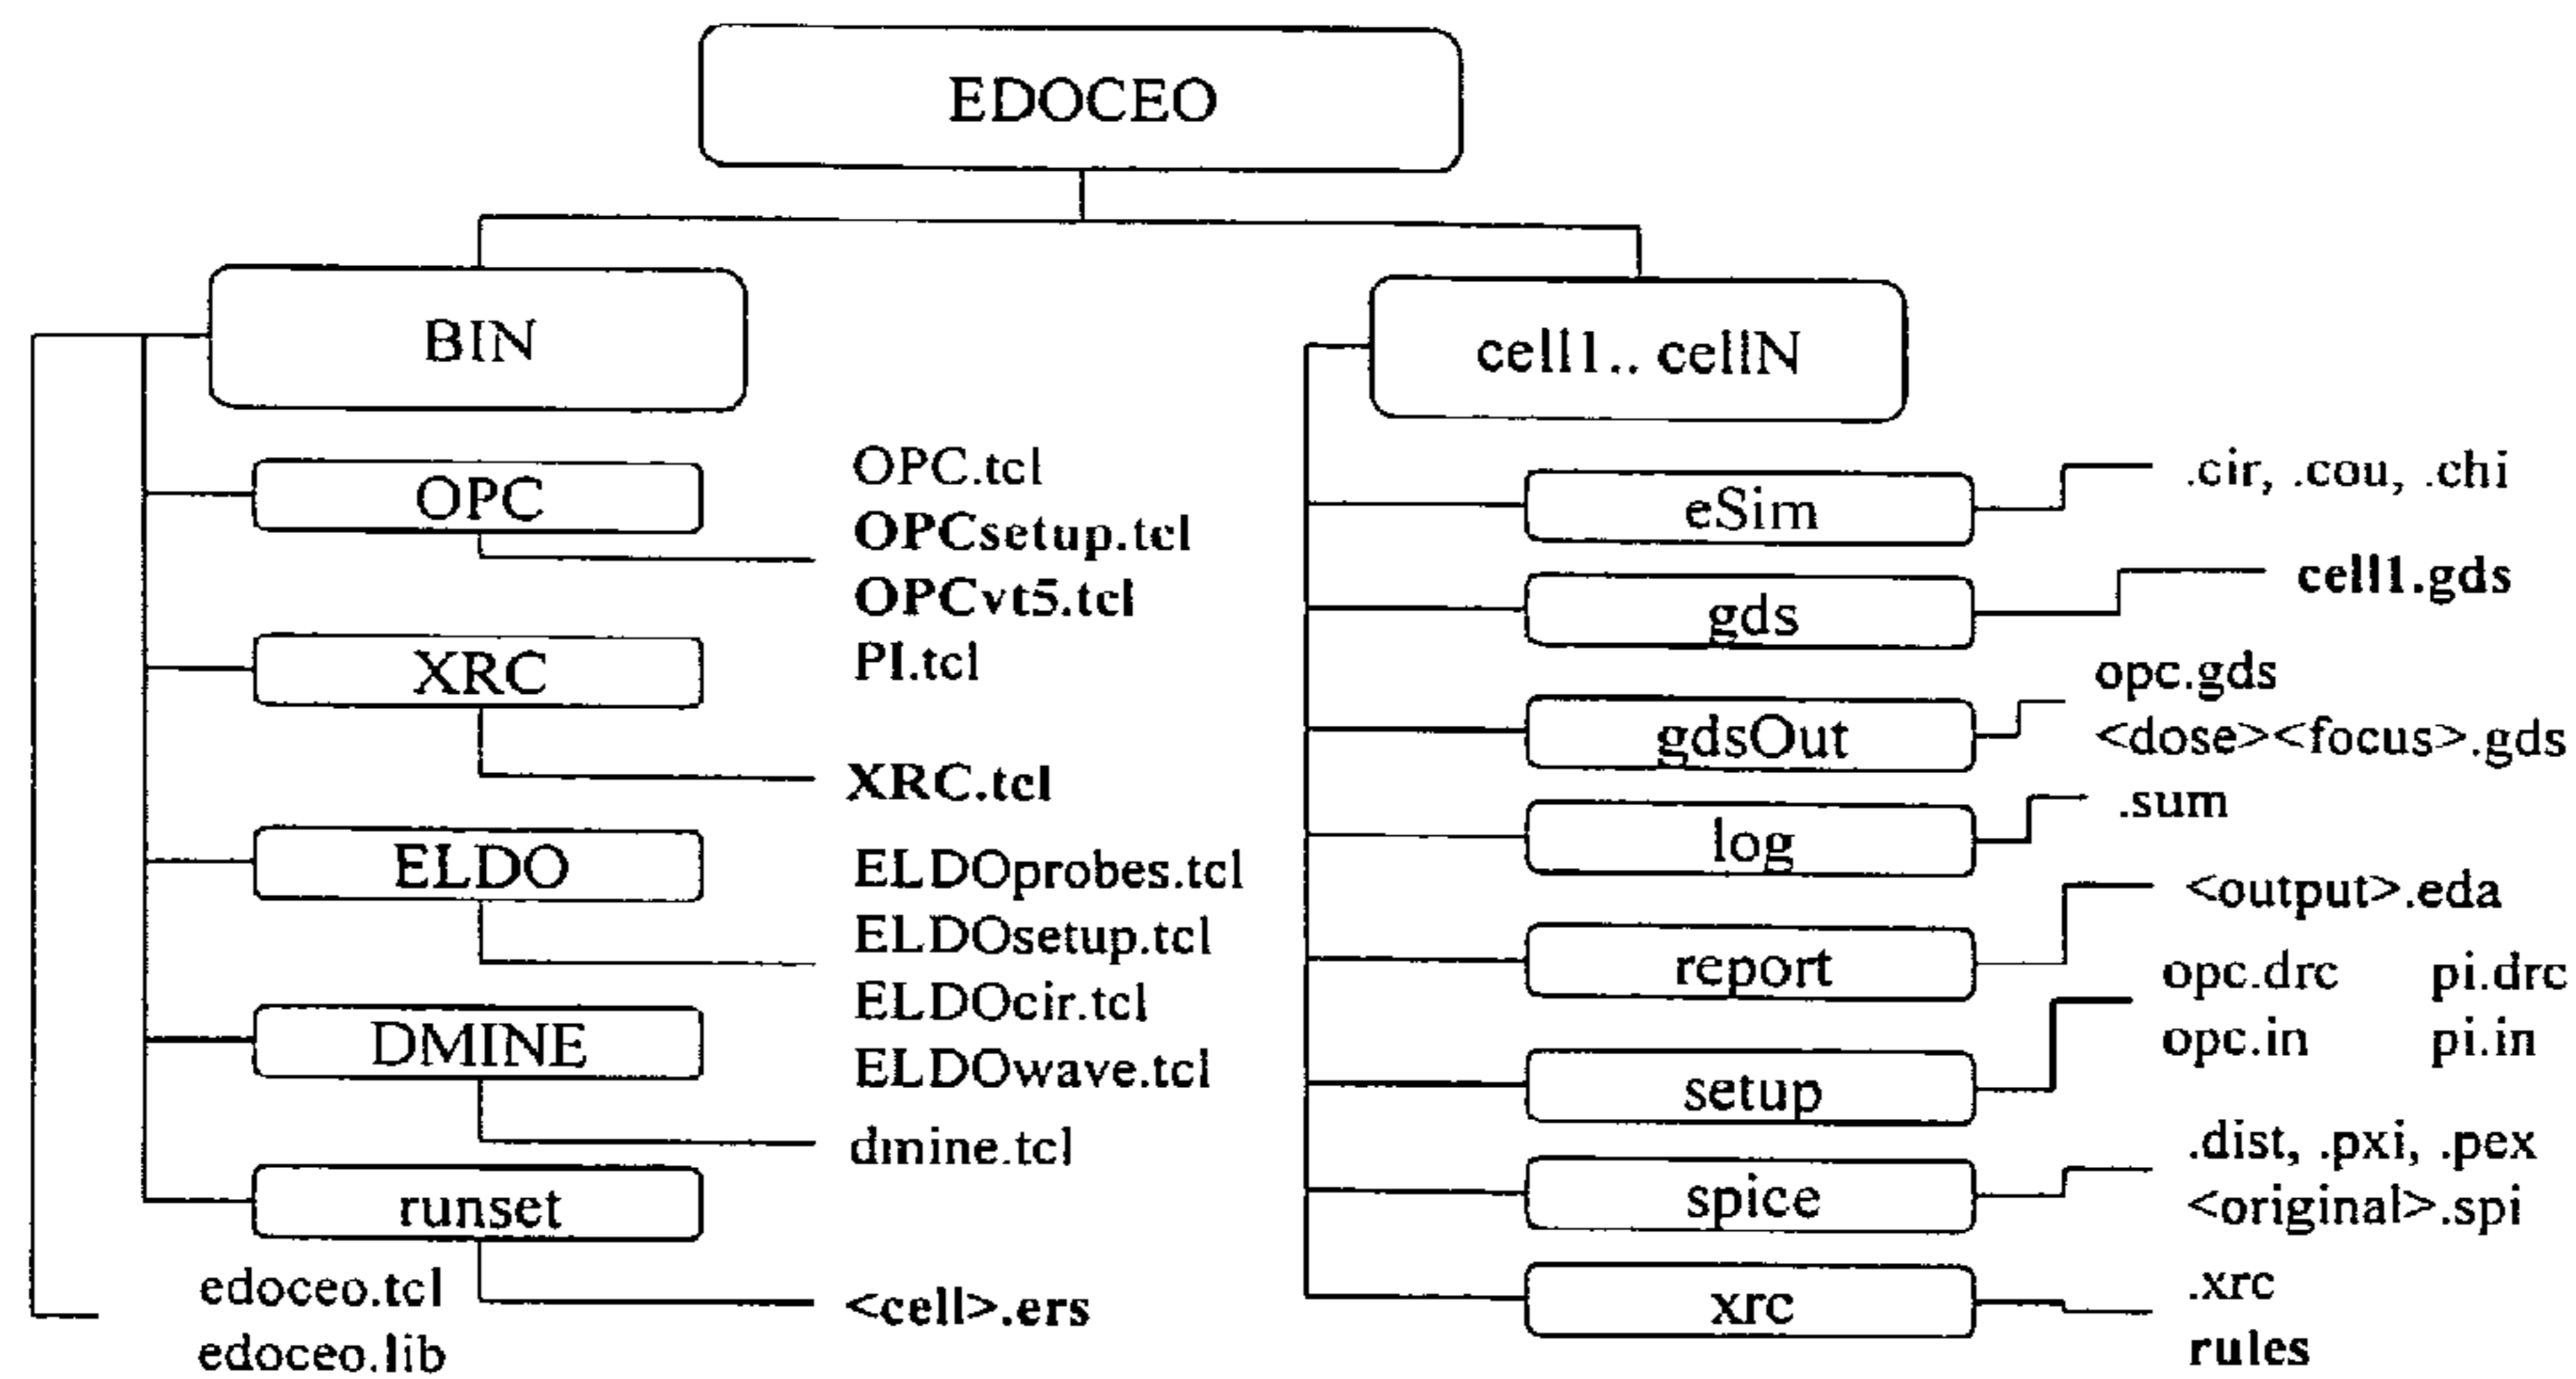 EDOCEO
BIN
OPC
OPC.tcl
OPCsetup.tcl
OPCvt5.tcl
PI.tcl
XRC
XRC.tcl
ELDO
ELDOprobes.tcl
ELDOsetup.tcl
ELDOcir.tcl
ELDOwave.tcl
DMINE
dmine.tcl
runset
<cell>.ers
edoceo.tcl
edoceo.lib
cell1.. cellN
eSim
.cir, .cou, .chi
gds
cell1.gds
gdsOut
opc.gds
<dose><focus>.gds
log
.sum
report
<output>.eda
setup
opc.drc pi.drc
opc.in pi.in
spice
.dist, .pxi, .pex
<original>.spi
xrc
.xrc
rules